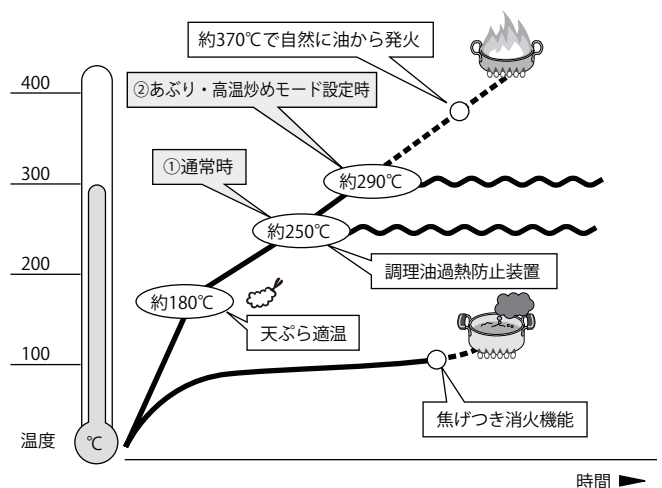 約370℃で自然に油から発火
400
②あぶり・高温炒めモード設定時
300
①通常時
約290℃
約250℃
200
調理油過熱防止装置
約180℃
天ぷら適温
100
焦げつき消火機能
温度
℃
時間